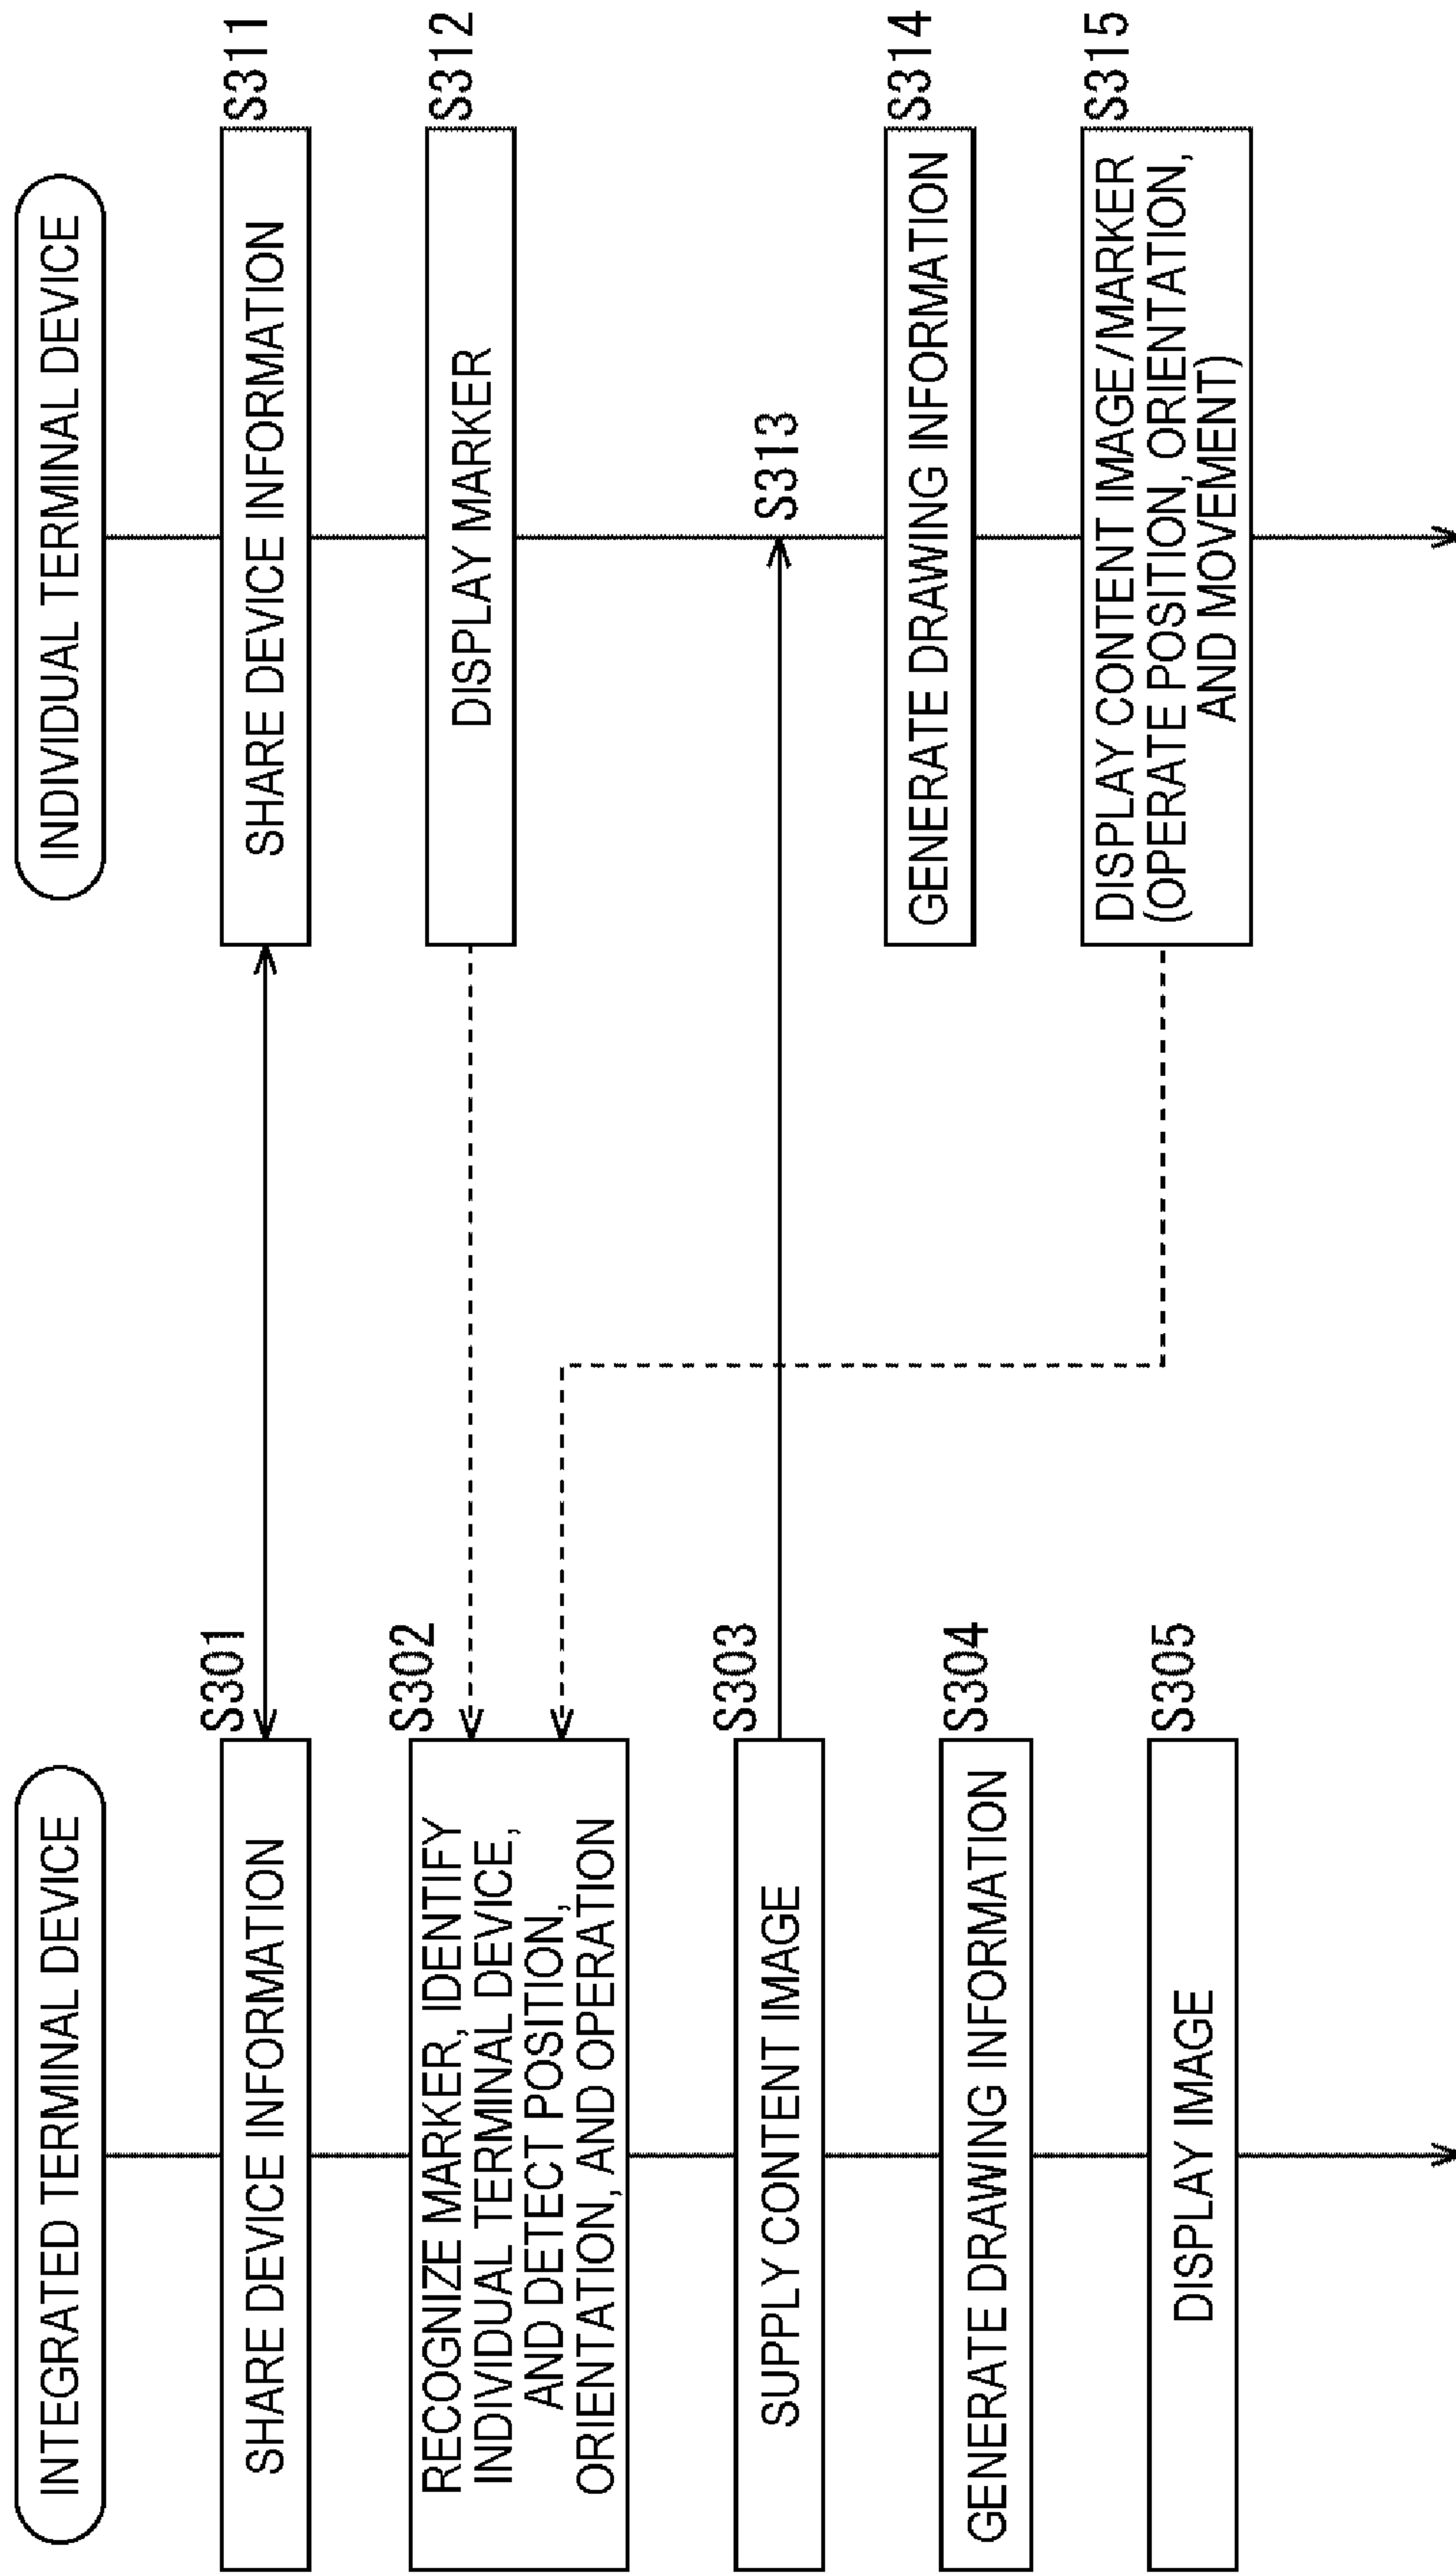 INTEGRATED TERMINAL DEVICE
S301
SHARE DEVICE INFORMATION
S302
RECOGNIZE MARKER, IDENTIFY
INDIVIDUAL TERMINAL DEVICE,
AND DETECT POSITION,
ORIENTATION, AND OPERATION
S303
SUPPLY CONTENT IMAGE
S304
GENERATE DRAWING INFORMATION
S305
DISPLAY IMAGE
INDIVIDUAL TERMINAL DEVICE
S311
SHARE DEVICE INFORMATION
S312
DISPLAY MARKER
S313
S314
GENERATE DRAWING INFORMATION
S315
DISPLAY CONTENT IMAGE/MARKER
(OPERATE POSITION, ORIENTATION,
AND MOVEMENT)